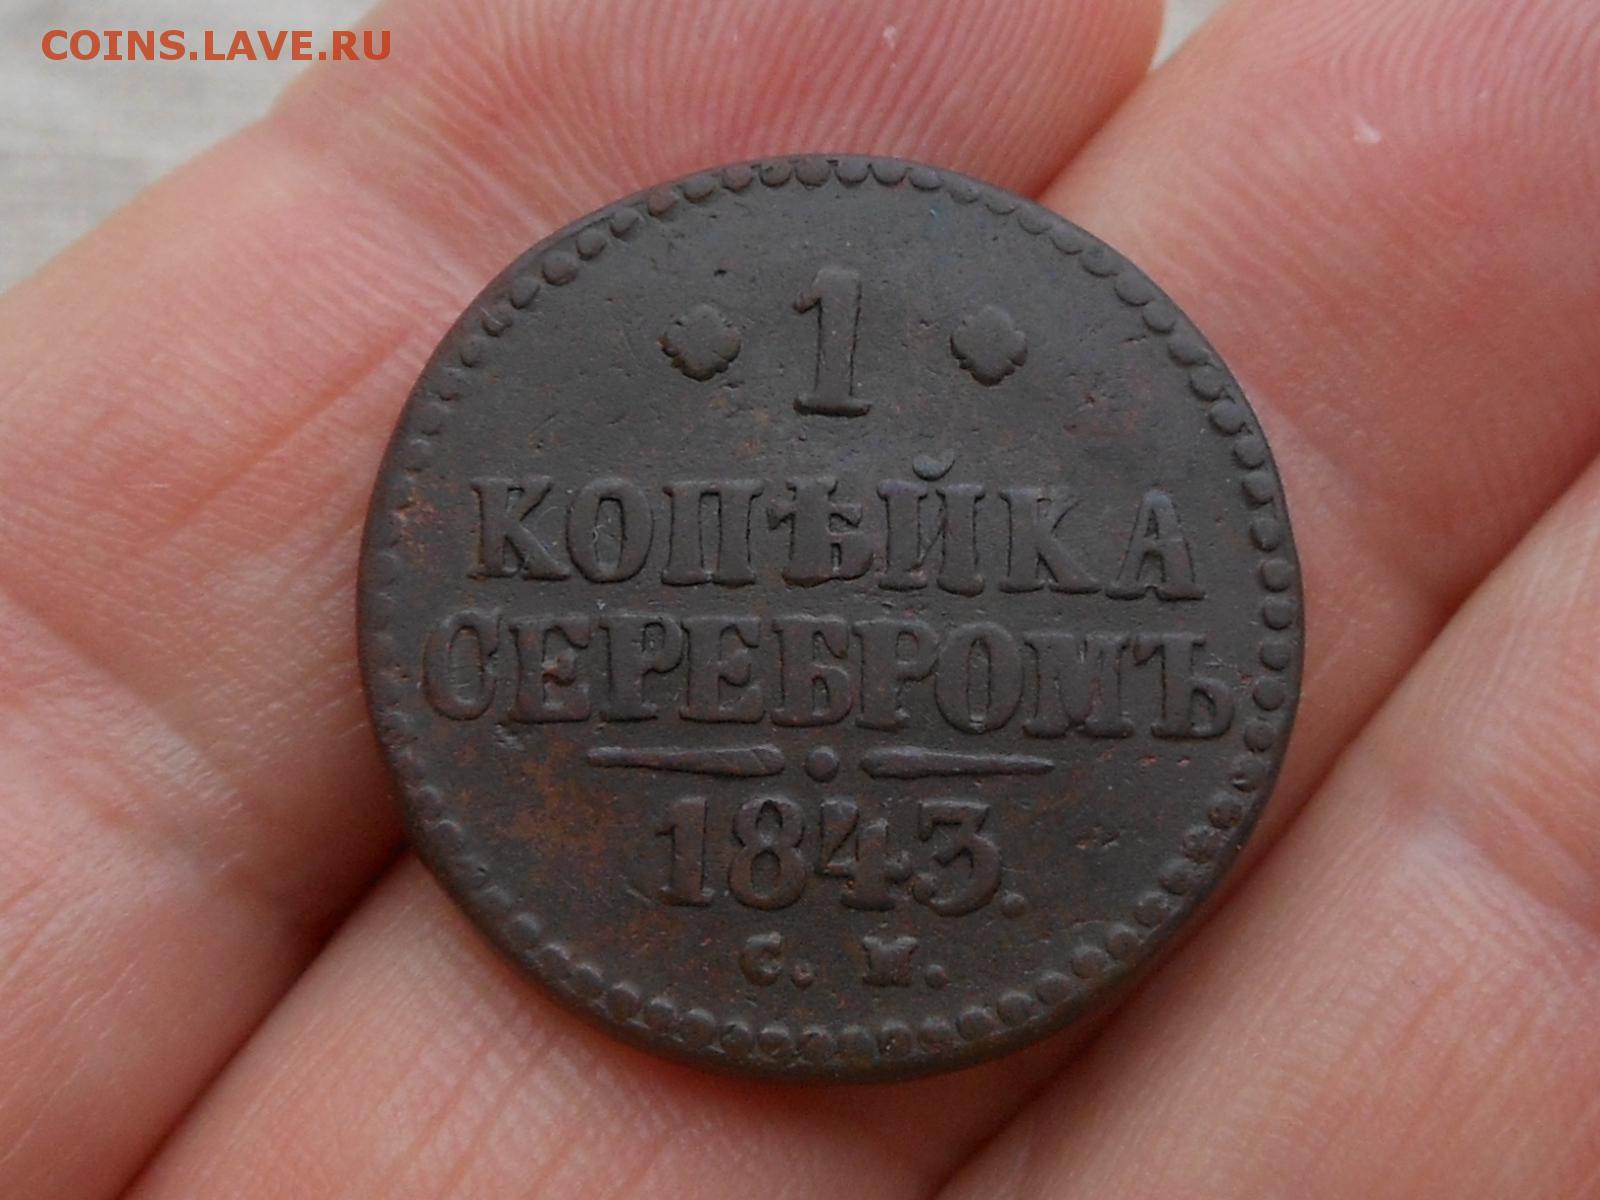 COINS.LAVE.RU
1
КОПѢЙКА
СЕРЕБРОМЪ
1843.
С. М.